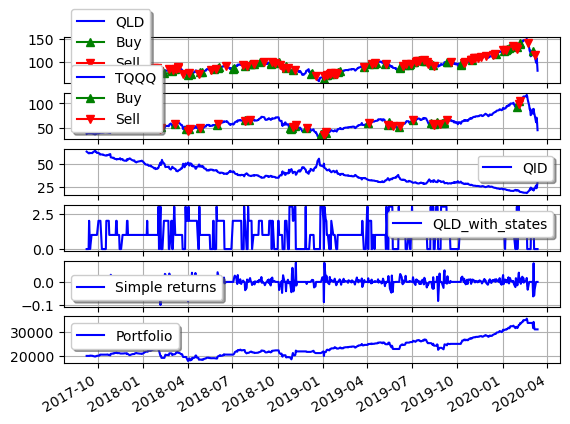 QLD
Buy
Sell
150
100
TQQQ
Buy
Sell
100
50
QID
50
25
QLD_with_states
2.5
0.0
Simple returns
0.0
−0.1
Portfolio
30000
20000
2017-10 2018-01 2018-04 2018-07 2018-10 2019-01 2019-04 2019-07 2019-10 2020-01 2020-04